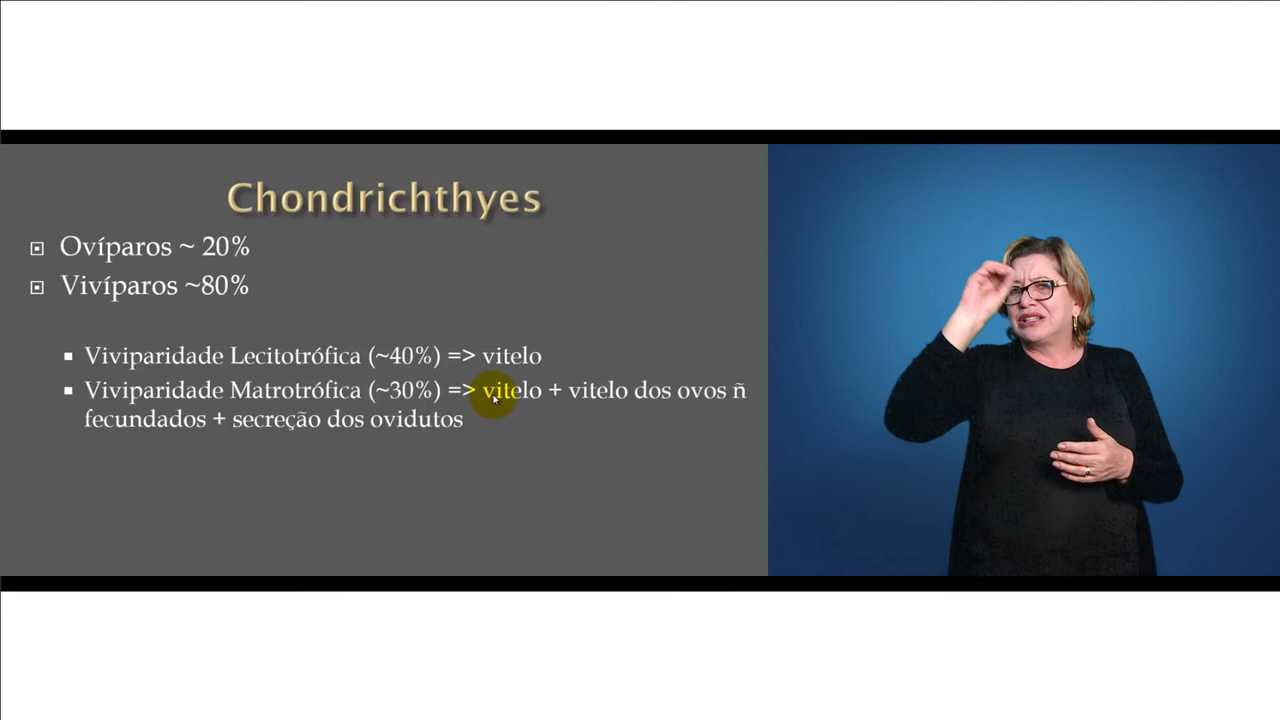 Chondrichthyes
Ovíparos ~ 20%
Vivíparos ~80%
Viviparidade Lecitotrófica (~40%) => vitelo
Viviparidade Matrotrófica (~30%) => vitelo + vitelo dos ovos ñ
fecundados + secreção dos ovidutos